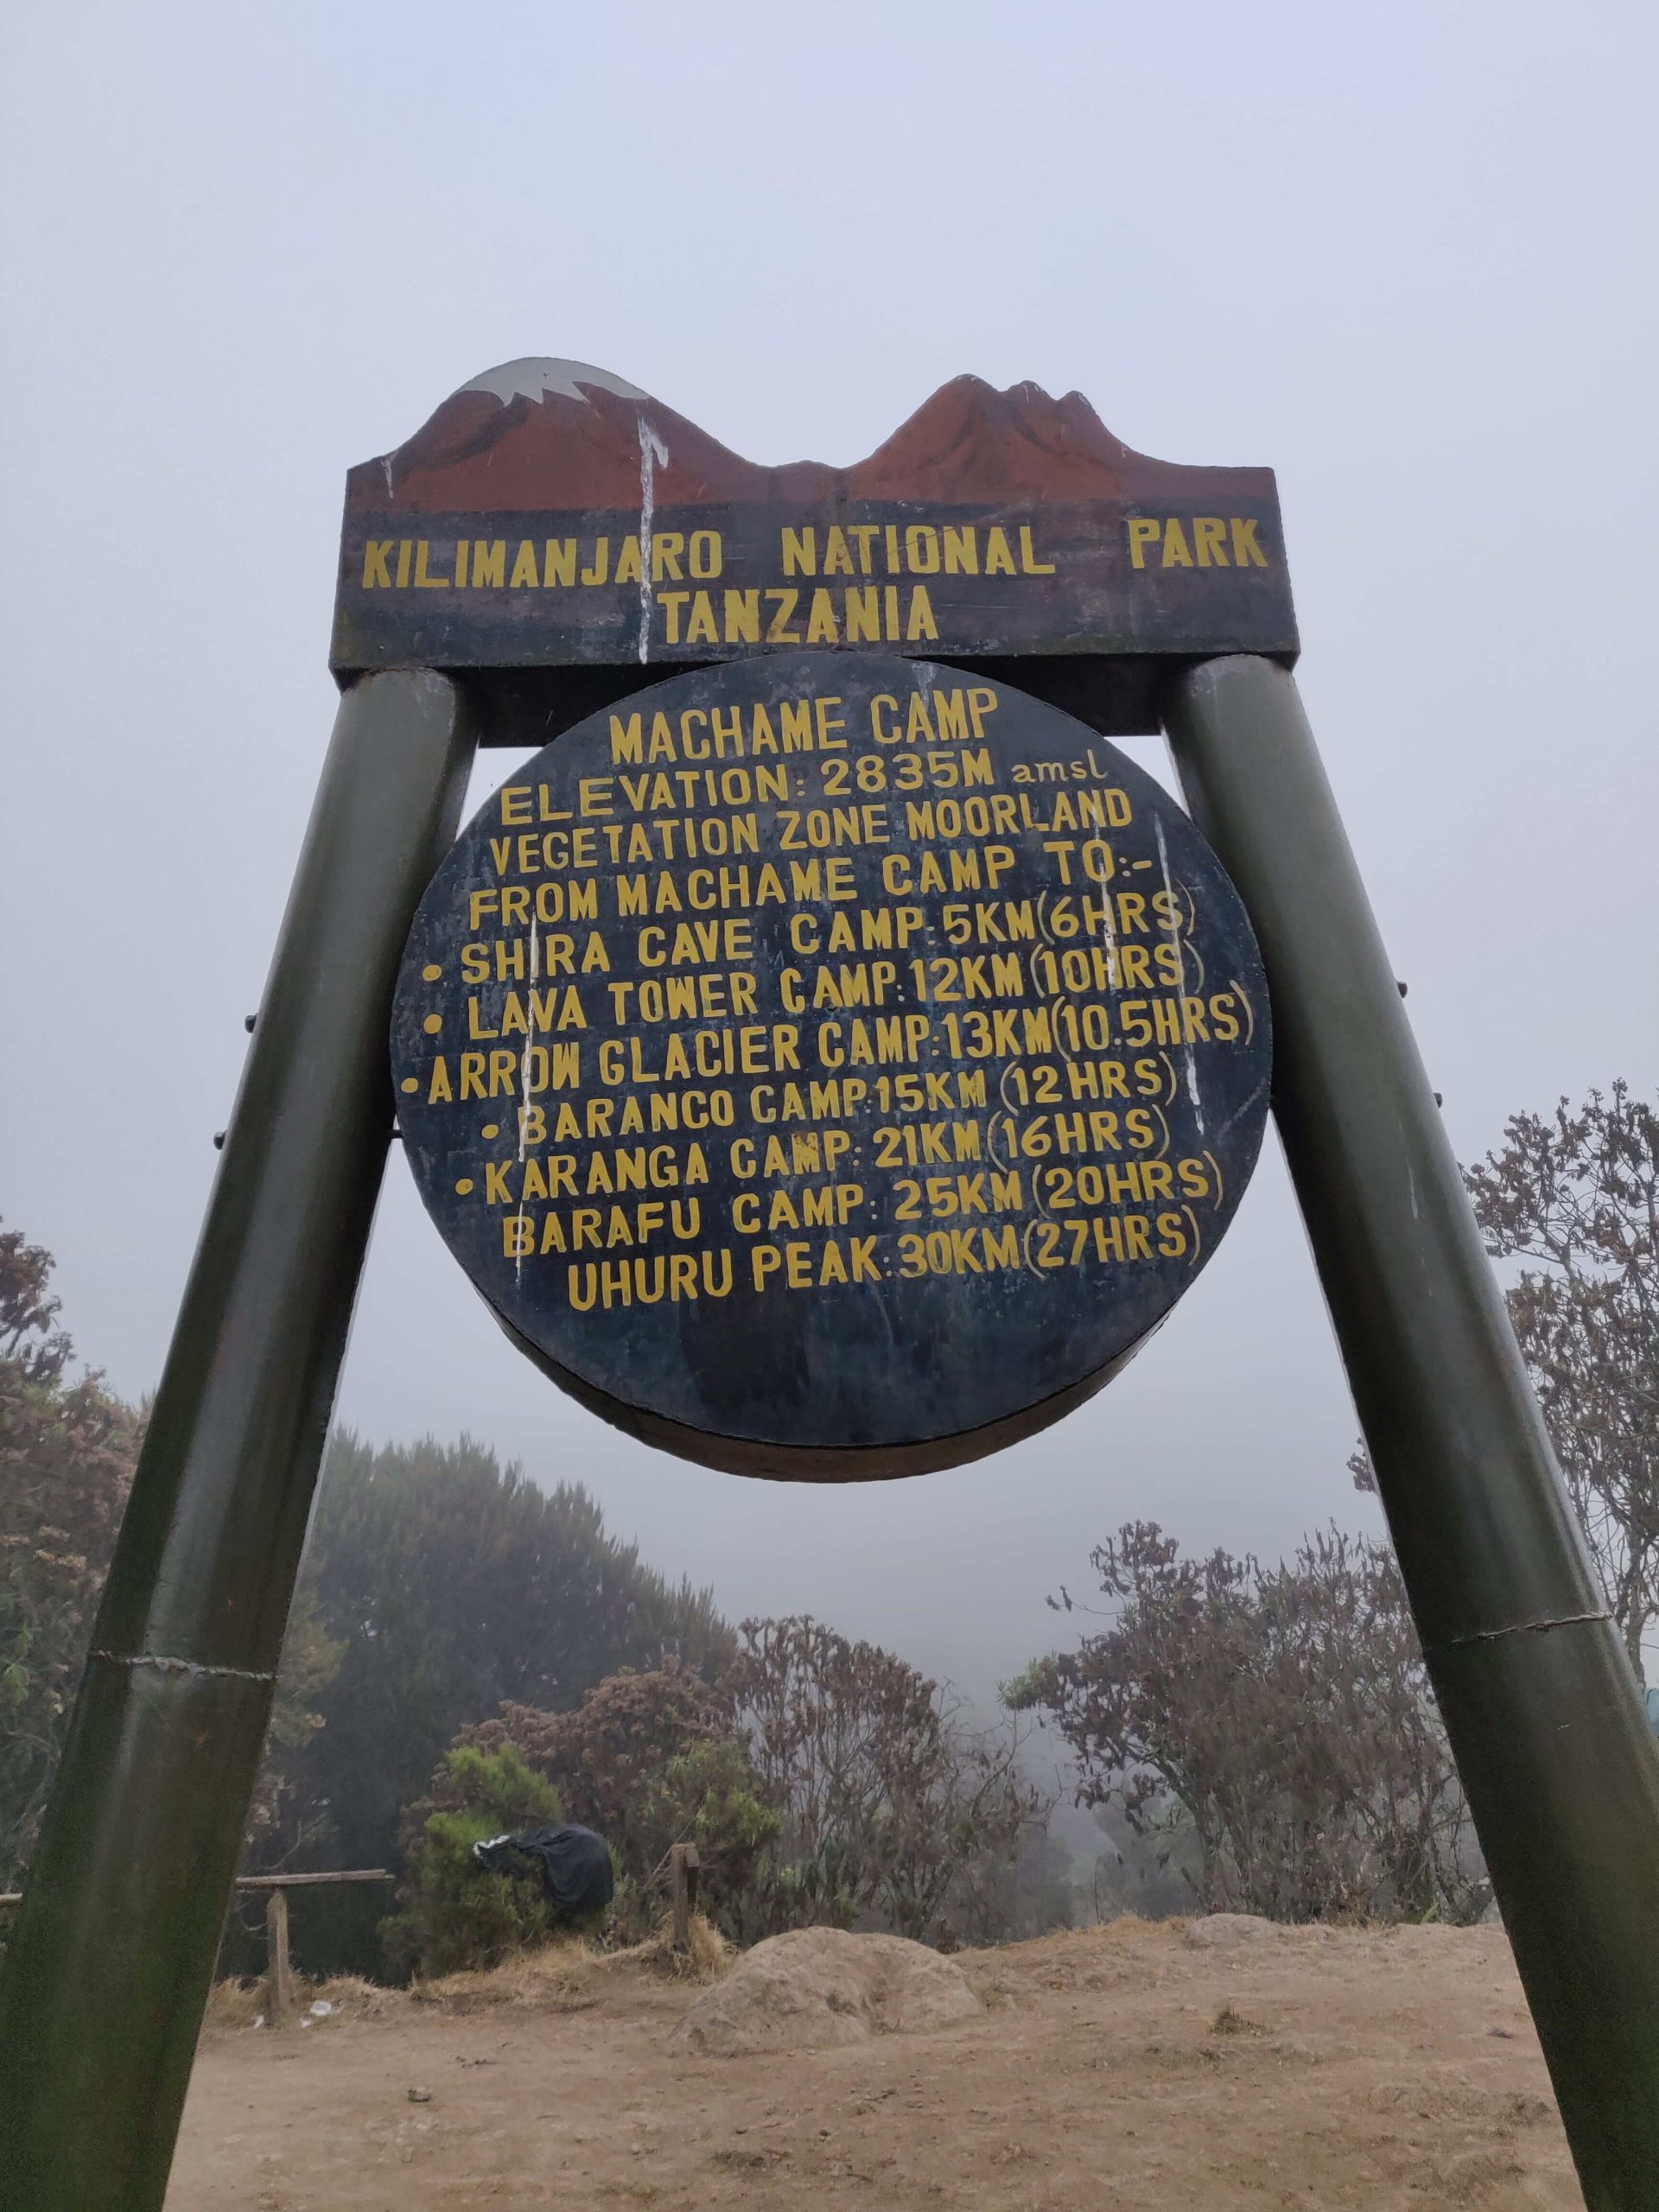 KILIMANJARO NATIONAL PARK
TANZANIA
MACHAME CAMP
ELEVATION: 2835M amsl
VEGETATION ZONE MOORLAND
FROM MACHAME CAMP TO:-
• SHIRA CAVE CAMP: 5KM(6HRS)
• LAVA TOWER CAMP: 12KM(10HRS)
• ARROW GLACIER CAMP: 13KM(10.5HRS)
• BARANCO CAMP: 15KM (12HRS)
• KARANGA CAMP: 21KM(16HRS)
BARAFU CAMP: 25KM(20HRS)
UHURU PEAK: 30KM(27HRS)